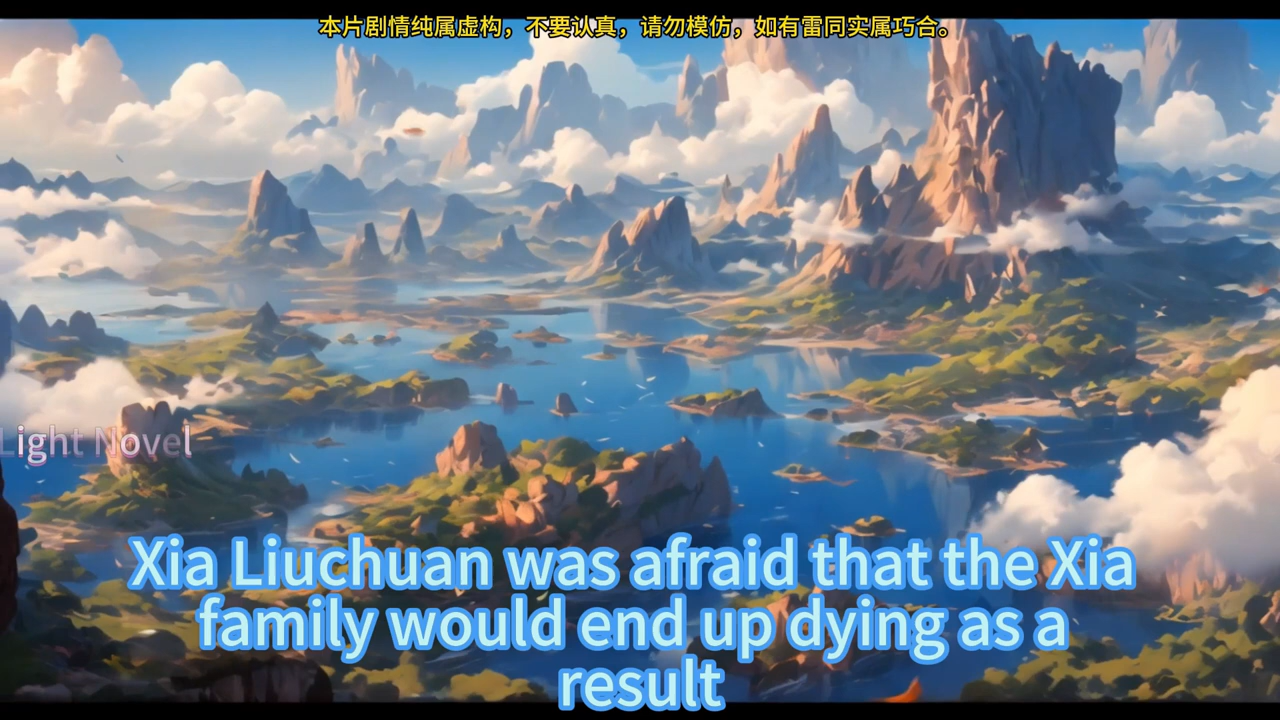 本片剧情纯属虚构，不要认真，请勿模仿，如有雷同实属巧合。
Light Novel
Xia Liuchuan was afraid that the Xia
family would end up dying as a
result